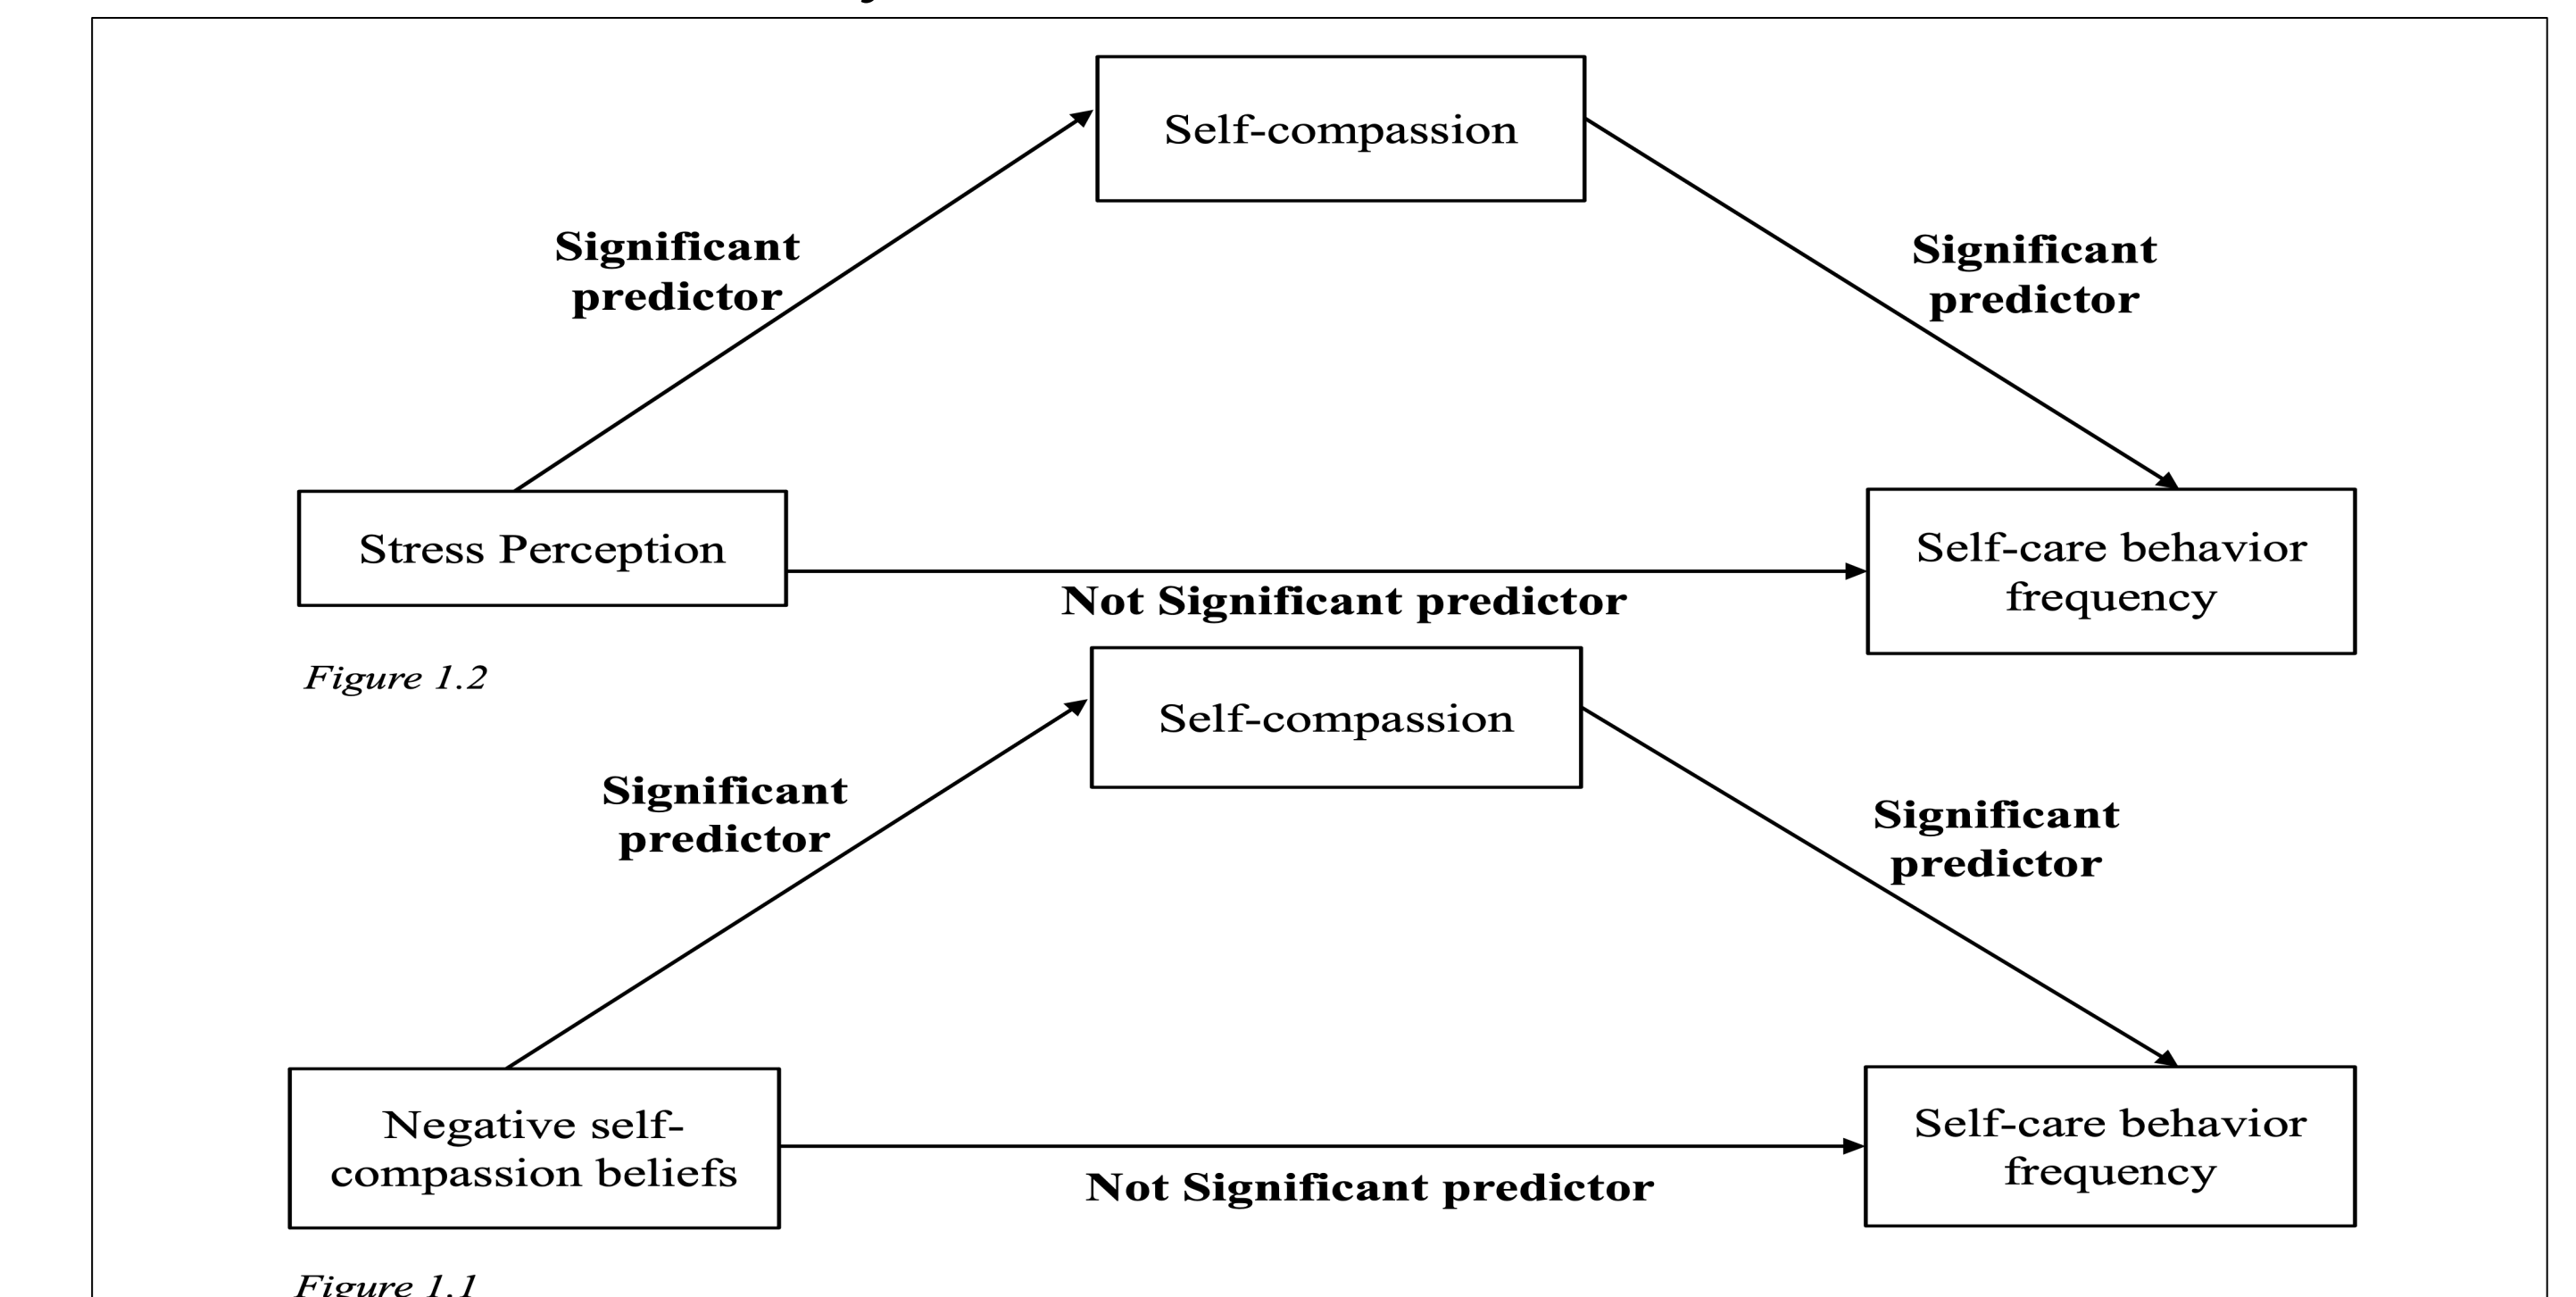 Self-compassion
Significant
predictor
Significant
predictor
Stress Perception
Self-care behavior
frequency
Not Significant predictor
Figure 1.2
Self-compassion
Significant
predictor
Significant
predictor
Negative self-
compassion beliefs
Self-care behavior
frequency
Not Significant predictor
Figure 1.1